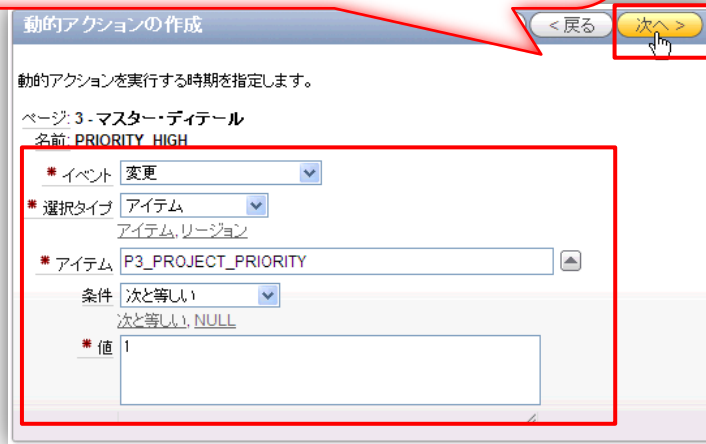 動的アクションの作成
<戻る
次へ >
動的アクションを実行する時期を指定します。
ページ: 3 - マスター・ディテール
名前: PRIORITY_HIGH
* イベント 変更
* 選択タイプ アイテム
アイテム, リージョン
* アイテム P3_PROJECT_PRIORITY
条件 次と等しい
次と等しい, NULL
* 値 1